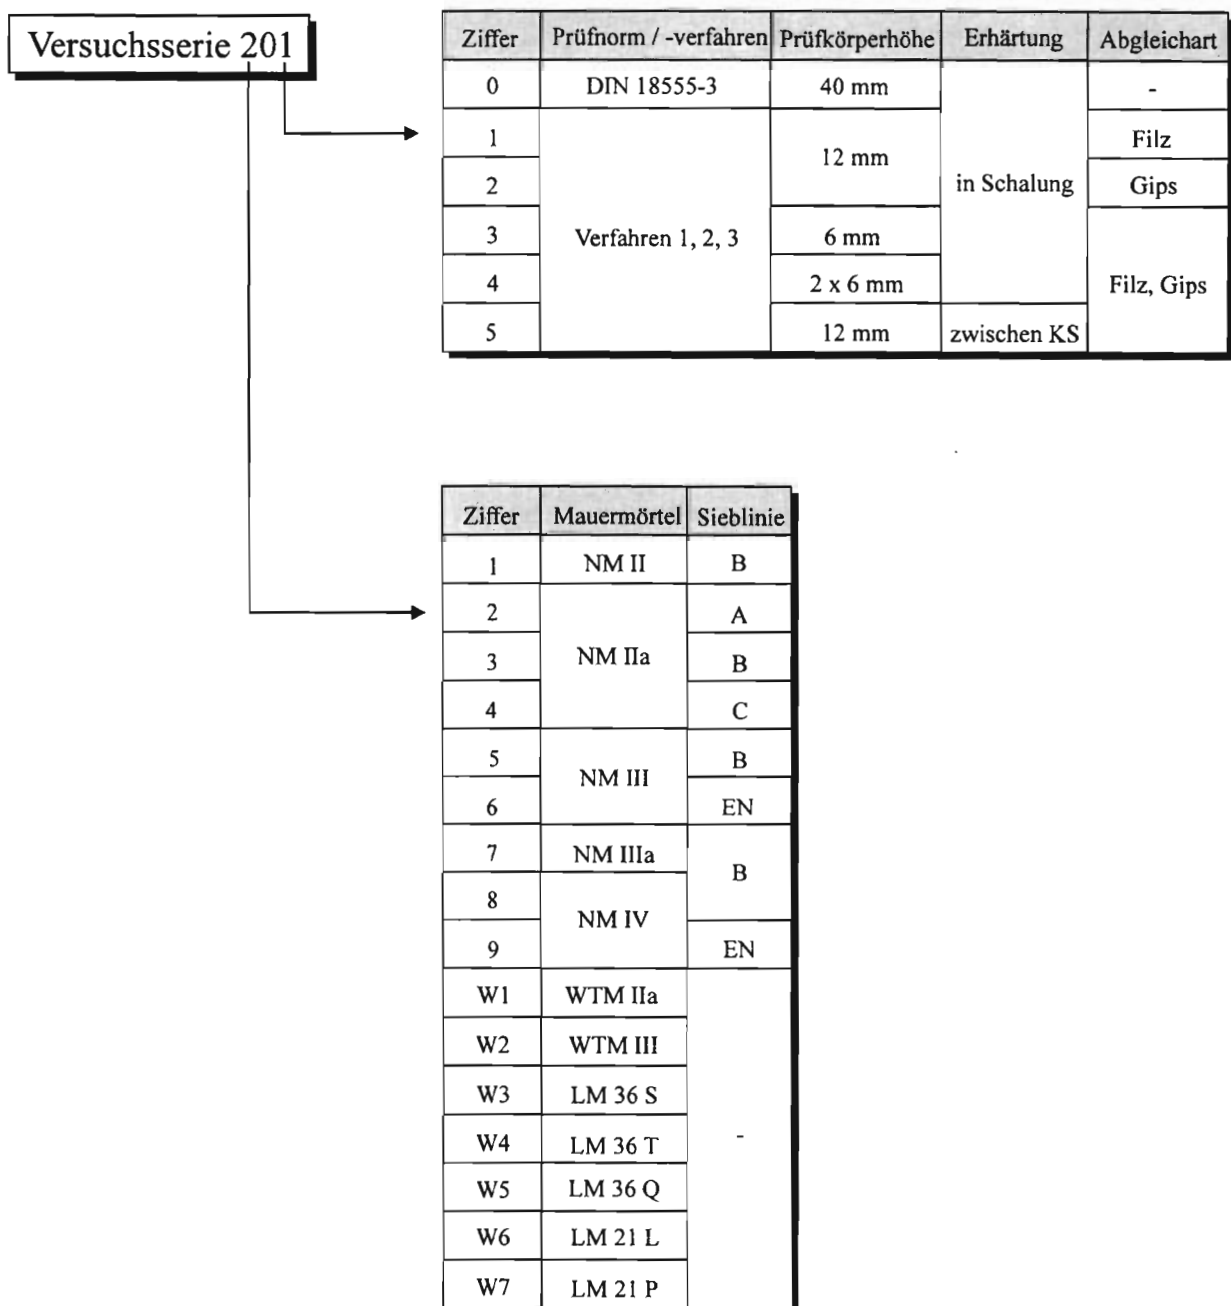 Versuchsserie 201
Ziffer Prüfnorm / -verfahren Prüfkörperhöhe Erhärtung Abgleichart
0 DIN 18555-3 40 mm -
1 Filz
12 mm
2 in Schalung Gips
3 Verfahren 1, 2, 3 6 mm
4 2 x 6 mm Filz, Gips
5 12 mm zwischen KS
Ziffer Mauermörtel Sieblinie
1 NM II B
2 A
3 NM IIa B
4 C
5 B
NM III
6 EN
7 NM IIIa
B
8
NM IV
9 EN
W1 WTM IIa
W2 WTM III
W3 LM 36 S
W4 LM 36 T -
W5 LM 36 Q
W6 LM 21 L
W7 LM 21 P